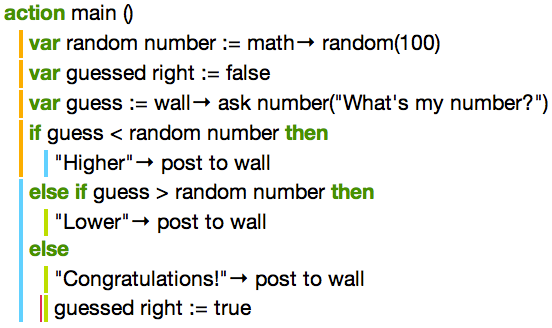 action main ()
var random number := math→ random(100)
var guessed right := false
var guess := wall→ ask number("What's my number?")
if guess < random number then
"Higher"→ post to wall
else if guess > random number then
"Lower"→ post to wall
else
"Congratulations!"→ post to wall
guessed right := true